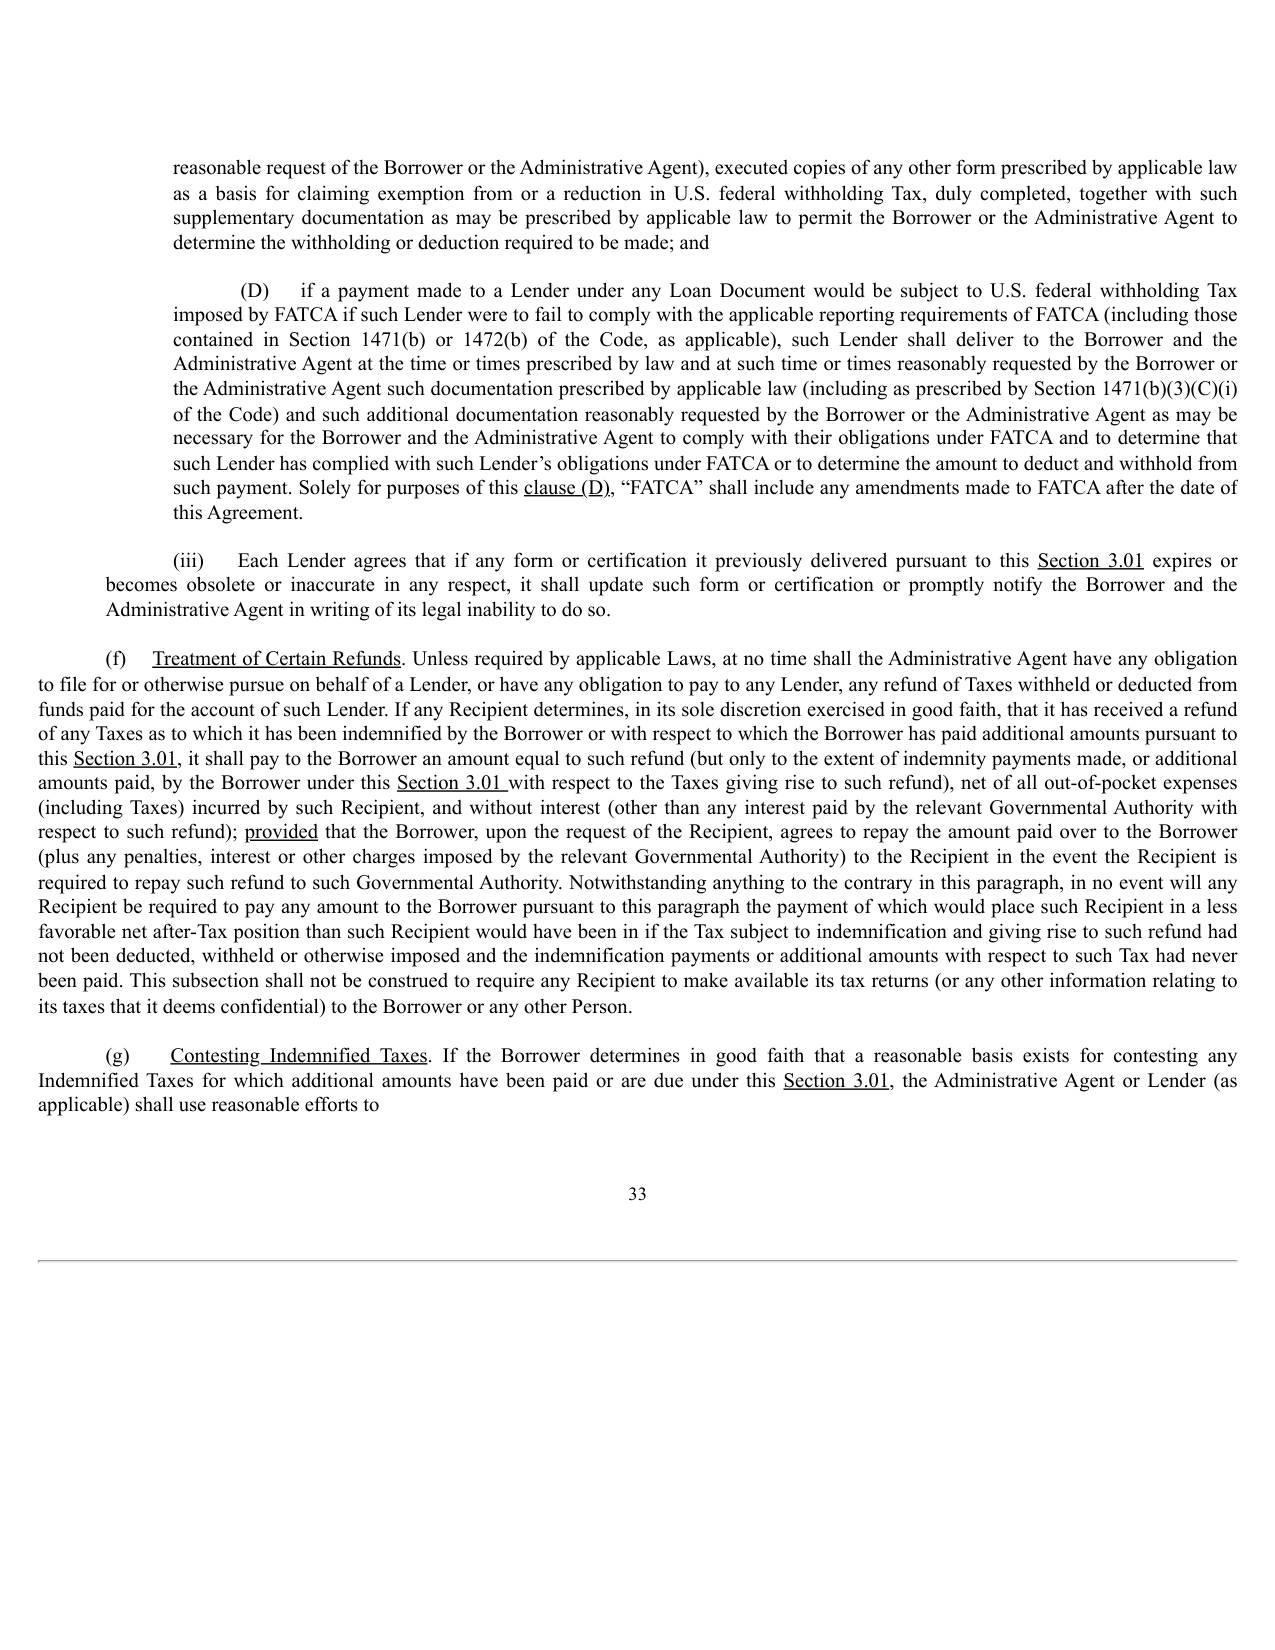 reasonable request of the Borrower or the Administrative Agent), executed copies of any other form prescribed by applicable law
as a basis for claiming exemption from or a reduction in U.S. federal withholding Tax, duly completed, together with such
supplementary documentation as may be prescribed by applicable law to permit the Borrower or the Administrative Agent to
determine the withholding or deduction required to be made; and
(D) if a payment made to a Lender under any Loan Document would be subject to U.S. federal withholding Tax
imposed by FATCA if such Lender were to fail to comply with the applicable reporting requirements of FATCA (including those
contained in Section 1471(b) or 1472(b) of the Code, as applicable), such Lender shall deliver to the Borrower and the
Administrative Agent at the time or times prescribed by law and at such time or times reasonably requested by the Borrower or
the Administrative Agent such documentation prescribed by applicable law (including as prescribed by Section 1471(b)(3)(C)(i)
of the Code) and such additional documentation reasonably requested by the Borrower or the Administrative Agent as may be
necessary for the Borrower and the Administrative Agent to comply with their obligations under FATCA and to determine that
such Lender has complied with such Lender’s obligations under FATCA or to determine the amount to deduct and withhold from
such payment. Solely for purposes of this clause (D), “FATCA” shall include any amendments made to FATCA after the date of
this Agreement.
(iii) Each Lender agrees that if any form or certification it previously delivered pursuant to this Section 3.01 expires or
becomes obsolete or inaccurate in any respect, it shall update such form or certification or promptly notify the Borrower and the
Administrative Agent in writing of its legal inability to do so.
(f) Treatment of Certain Refunds. Unless required by applicable Laws, at no time shall the Administrative Agent have any obligation
to file for or otherwise pursue on behalf of a Lender, or have any obligation to pay to any Lender, any refund of Taxes withheld or deducted from
funds paid for the account of such Lender. If any Recipient determines, in its sole discretion exercised in good faith, that it has received a refund
of any Taxes as to which it has been indemnified by the Borrower or with respect to which the Borrower has paid additional amounts pursuant to
this Section 3.01, it shall pay to the Borrower an amount equal to such refund (but only to the extent of indemnity payments made, or additional
amounts paid, by the Borrower under this Section 3.01 with respect to the Taxes giving rise to such refund), net of all out-of-pocket expenses
(including Taxes) incurred by such Recipient, and without interest (other than any interest paid by the relevant Governmental Authority with
respect to such refund); provided that the Borrower, upon the request of the Recipient, agrees to repay the amount paid over to the Borrower
(plus any penalties, interest or other charges imposed by the relevant Governmental Authority) to the Recipient in the event the Recipient is
required to repay such refund to such Governmental Authority. Notwithstanding anything to the contrary in this paragraph, in no event will any
Recipient be required to pay any amount to the Borrower pursuant to this paragraph the payment of which would place such Recipient in a less
favorable net after-Tax position than such Recipient would have been in if the Tax subject to indemnification and giving rise to such refund had
not been deducted, withheld or otherwise imposed and the indemnification payments or additional amounts with respect to such Tax had never
been paid. This subsection shall not be construed to require any Recipient to make available its tax returns (or any other information relating to
its taxes that it deems confidential) to the Borrower or any other Person.
(g) Contesting Indemnified Taxes. If the Borrower determines in good faith that a reasonable basis exists for contesting any
Indemnified Taxes for which additional amounts have been paid or are due under this Section 3.01, the Administrative Agent or Lender (as
applicable) shall use reasonable efforts to
33